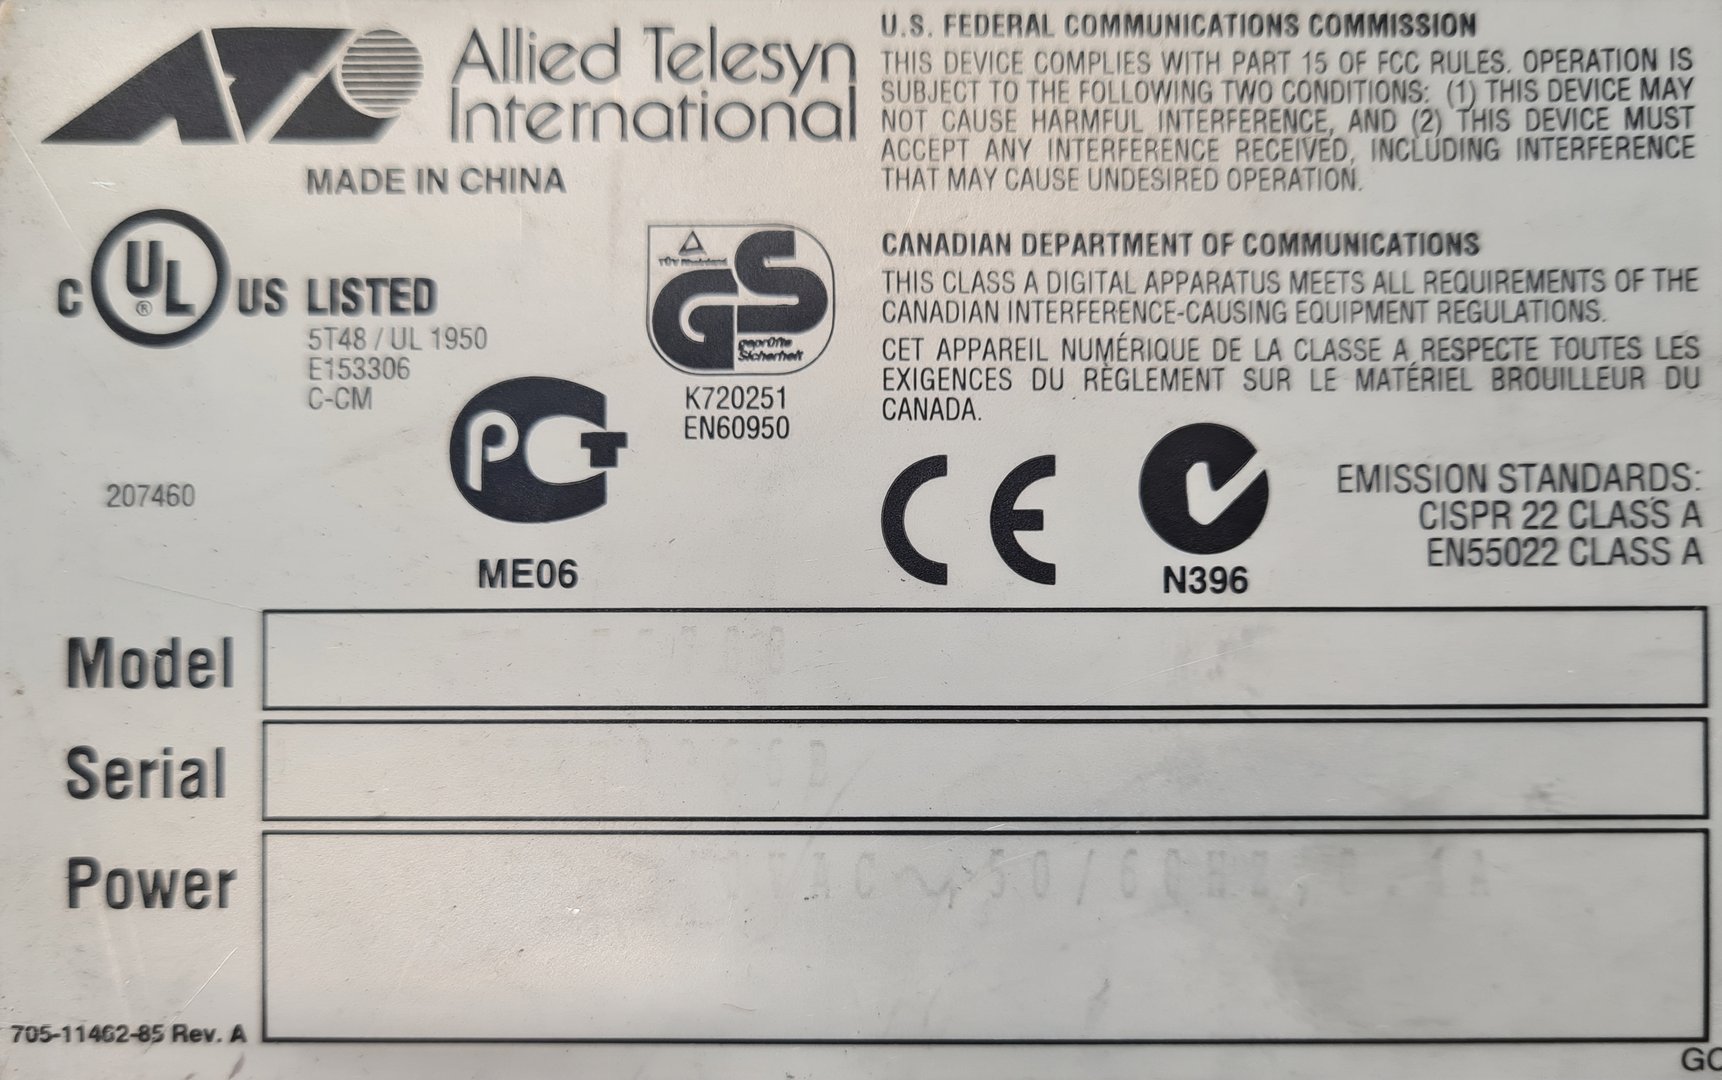 Allied Telesyn
International
MADE IN CHINA
U.S. FEDERAL COMMUNICATIONS COMMISSION
THIS DEVICE COMPLIES WITH PART 15 OF FCC RULES. OPERATION IS
SUBJECT TO THE FOLLOWING TWO CONDITIONS: (1) THIS DEVICE MAY
NOT CAUSE HARMFUL INTERFERENCE, AND (2) THIS DEVICE MUST
ACCEPT ANY INTERFERENCE RECEIVED, INCLUDING INTERFERENCE
THAT MAY CAUSE UNDESIRED OPERATION.
C UL ® US LISTED
5T48 / UL 1950
E153306
C-CM
TÜV Rheinland
GS
geprüfte
Sicherheit
K720251
EN60950
CANADIAN DEPARTMENT OF COMMUNICATIONS
THIS CLASS A DIGITAL APPARATUS MEETS ALL REQUIREMENTS OF THE
CANADIAN INTERFERENCE-CAUSING EQUIPMENT REGULATIONS.
CET APPAREIL NUMÉRIQUE DE LA CLASSE A RESPECTE TOUTES LES
EXIGENCES DU RÈGLEMENT SUR LE MATÉRIEL BROUILLEUR DU
CANADA.
207460
PCT
ME06
CE
N396
EMISSION STANDARDS:
CISPR 22 CLASS A
EN55022 CLASS A
Model
Serial
Power
705-11462-85 Rev. A